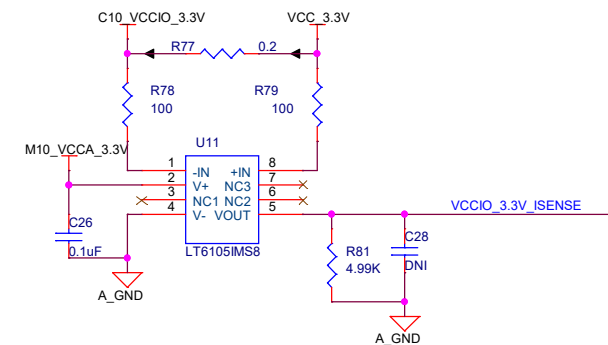 C10_VCCIO_3.3V
VCC_3.3V
R77
0.2
R78
100
R79
100
U11
M10_VCCA_3.3V
1
-IN
+IN
8
2
V+
NC3
7
3
NC1
NC2
6
4
V-
VOUT
5
VCCIO_3.3V_ISENSE
C26
0.1uF
LT6105IMS8
R81
4.99K
C28
DNI
A_GND
A_GND